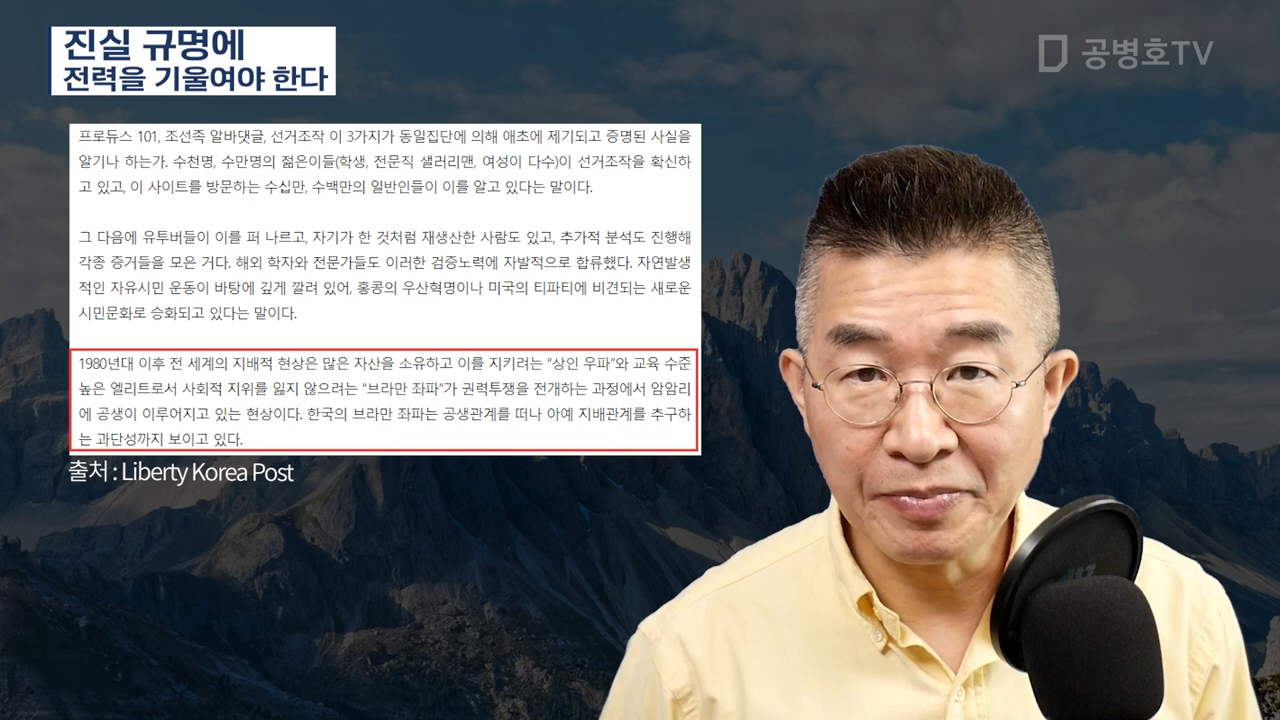 진실 규명에
전력을 기울여야 한다
공병호TV
프로듀스 101, 조선족 알바댓글, 선거조작 이 3가지가 동일집단에 의해 애초에 제기되고 증명된 사실을
알기나 하는가. 수천명, 수만명의 젊은이들(학생, 전문직 샐러리맨, 여성이 다수)이 선거조작을 확신하
고 있고, 이 사이트를 방문하는 수십만, 수백만의 일반인들이 이를 알고 있다는 말이다.
그 다음에 유투버들이 이를 퍼 나르고, 자기가 한 것처럼 재생산한 사람도 있고, 추가적 분석도 진행해
각종 증거들을 모은 거다. 해외 학자와 전문가들도 이러한 검증노력에 자발적으로 합류했다. 자연발생
적인 자유시민 운동이 바탕에 깊게 깔려 있어, 홍콩의 우산혁명이나 미국의 티파티에 비견되는 새로운
시민문화로 승화되고 있다는 말이다.
1980년대 이후 전 세계의 지배적 현상은 많은 자산을 소유하고 이를 지키려는 “상인 우파”와 교육 수준
높은 엘리트로서 사회적 지위를 잃지 않으려는 “브라만 좌파”가 권력투쟁을 전개하는 과정에서 암암리
에 공생이 이루어지고 있는 현상이다. 한국의 브라만 좌파는 공생관계를 떠나 아예 지배관계를 추구하
는 과단성까지 보이고 있다.
출처 : Liberty Korea Post